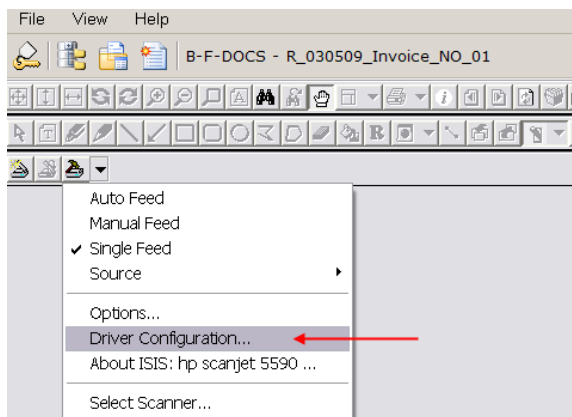 File View Help
B-F-DOCS - R_030509_Invoice_NO_01
Auto Feed
Manual Feed
Single Feed
Source
Options...
Driver Configuration...
About ISIS: hp scanjet 5590 ...
Select Scanner...